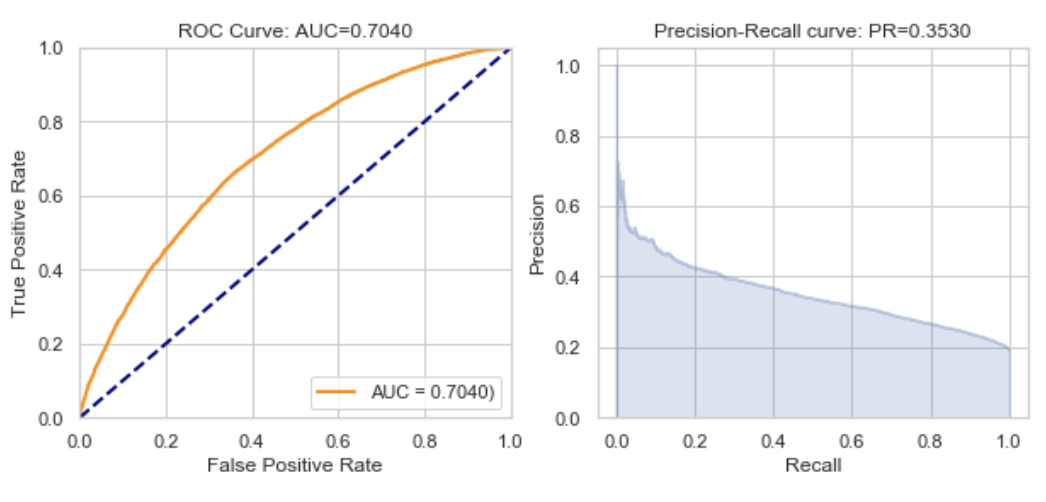 ROC Curve: AUC=0.7040
True Positive Rate
1.0
0.8
0.6
0.4
0.2
0.0
AUC = 0.7040)
0.0 0.2 0.4 0.6 0.8 1.0
False Positive Rate
Precision-Recall curve: PR=0.3530
Precision
1.0
0.8
0.6
0.4
0.2
0.0
0.0 0.2 0.4 0.6 0.8 1.0
Recall